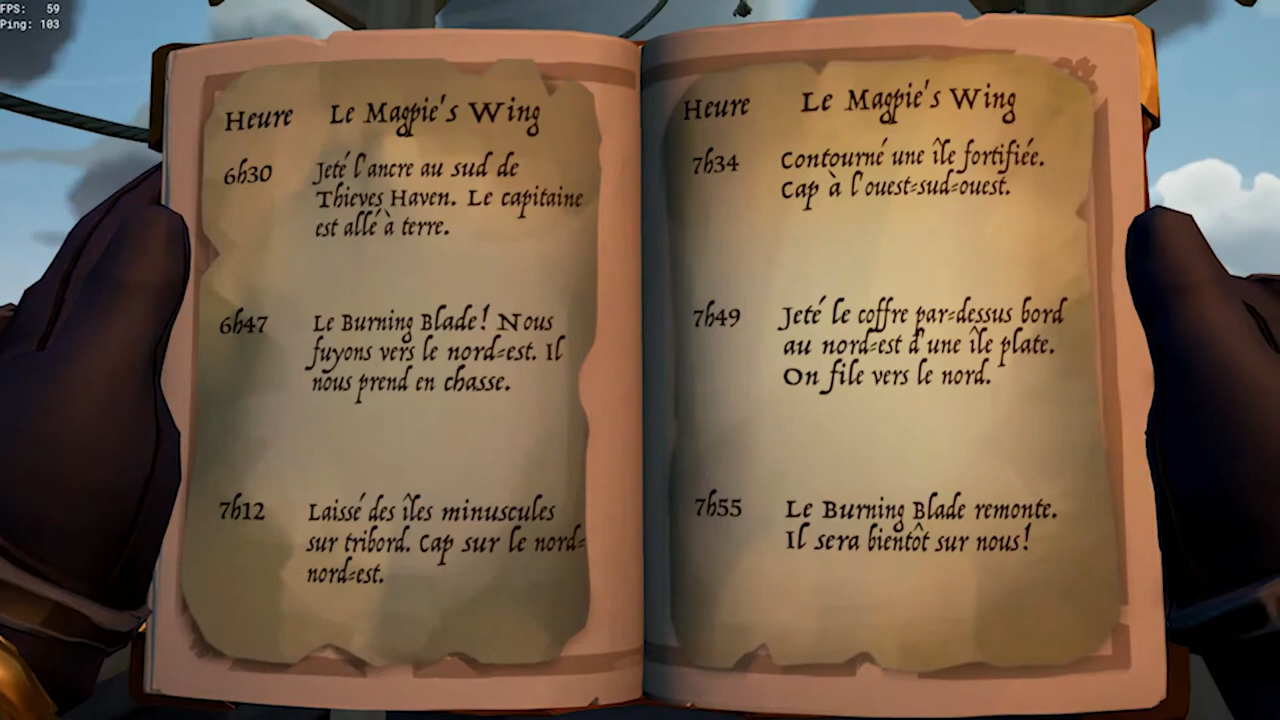 FPS: 59
Ping: 103
Heure Le Magpie's Wing
6h30 Jeté l'ancre au sud de
Thieves Haven. Le capitaine
est allé à terre.
6h47 Le Burning Blade! Nous
fuyons vers le nord-est. Il
nous prend en chasse.
7h12 Laissé des îles minuscules
sur tribord. Cap sur le nord-
nord-est.
Heure Le Magpie's Wing
7h34 Contourné une île fortifiée.
Cap à l'ouest-sud-ouest.
7h49 Jeté le coffre par-dessus bord
au nord-est d'une île plate.
On file vers le nord.
7h55 Le Burning Blade remonte.
Il sera bientôt sur nous!